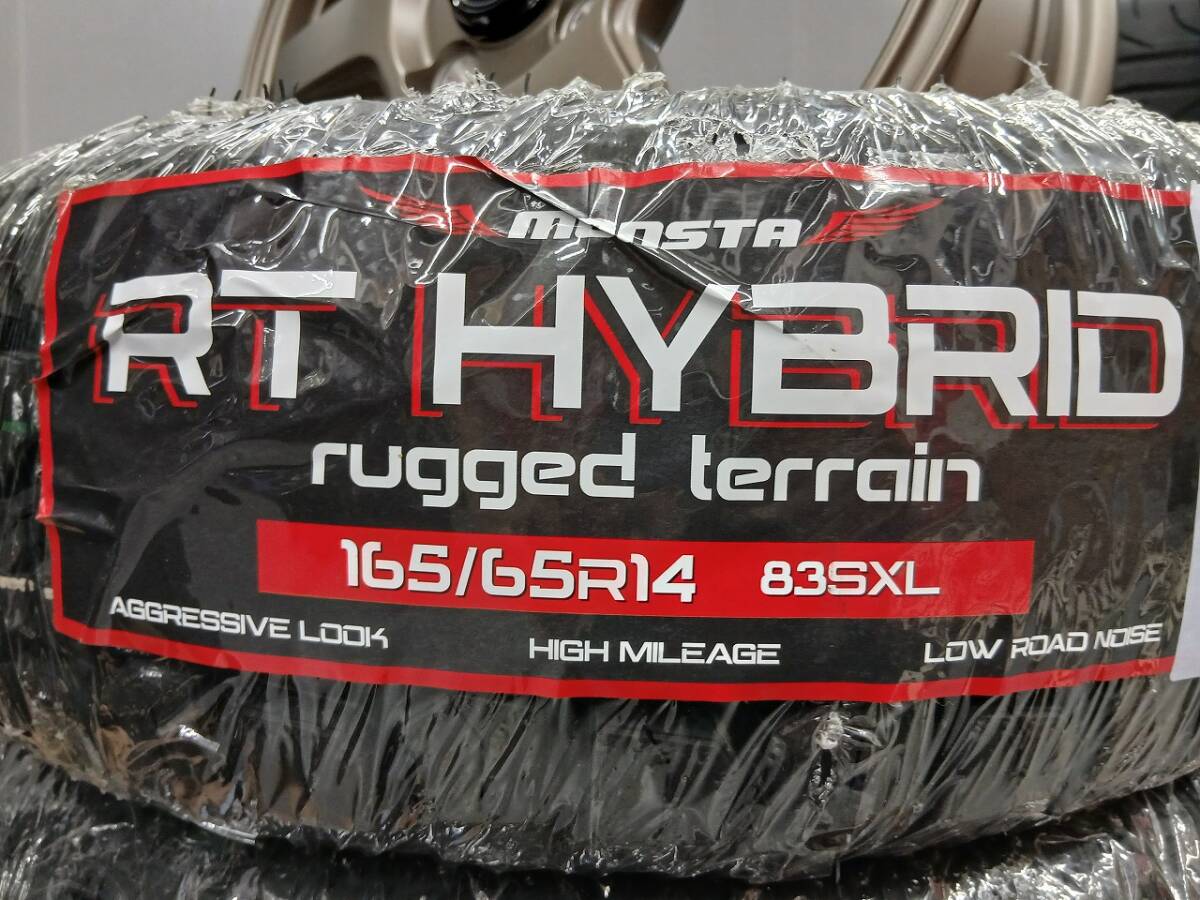 MONSTA
RT HYBRID
rugged terrain
165/65R14 83SXL
AGGRESSIVE LOOK HIGH MILEAGE LOW ROAD NOISE